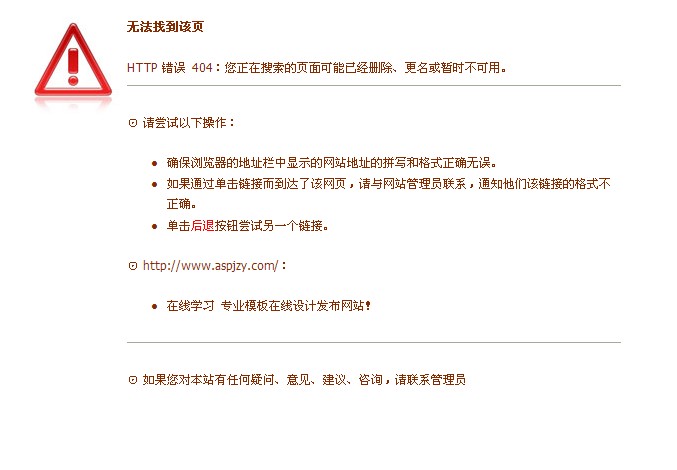 无法找到该页
HTTP 错误 404：您正在搜索的页面可能已经删除、更名或暂时不可用。
请尝试以下操作：
确保浏览器的地址栏中显示的网站地址的拼写和格式正确无误。
如果通过单击链接而到达了该网页，请与网站管理员联系，通知他们该链接的格式不
正确。
单击后退按钮尝试另一个链接。
http://www.aspjzy.com/：
在线学习 专业模板在线设计发布网站！
如果您对本站有任何疑问、意见、建议、咨询，请联系管理员